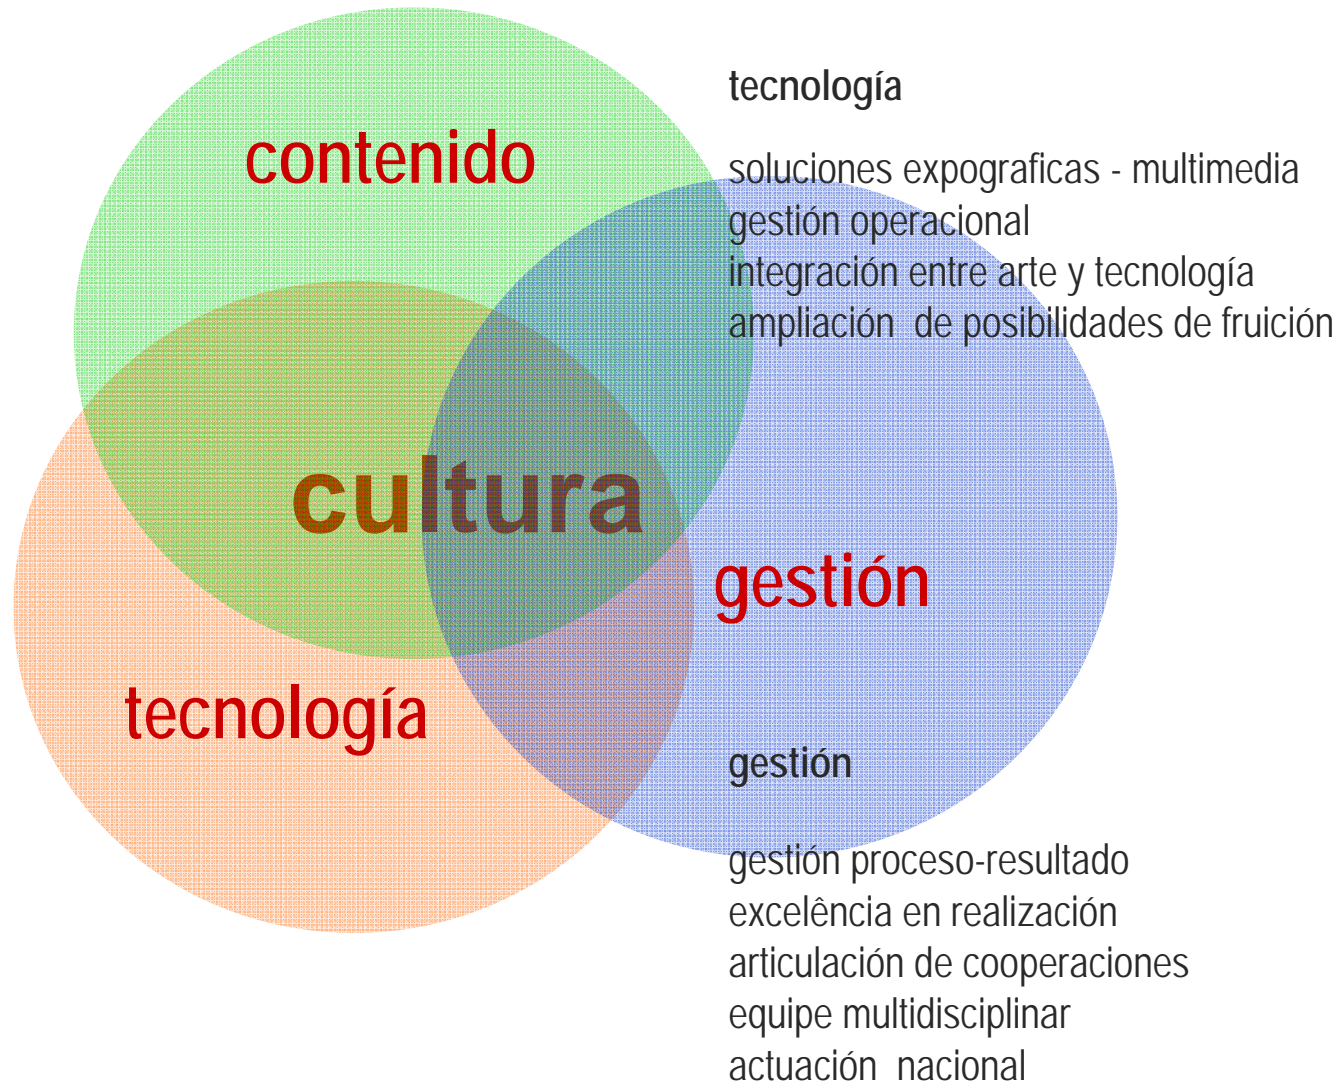 contenido
cultura
gestión
tecnología
tecnología
soluciones expograficas - multimedia
gestión operacional
integración entre arte y tecnología
ampliación  de posibilidades de fruición
gestión
gestión proceso-resultado
excelência en realización
articulación de cooperaciones
equipe multidisciplinar
actuación  nacional